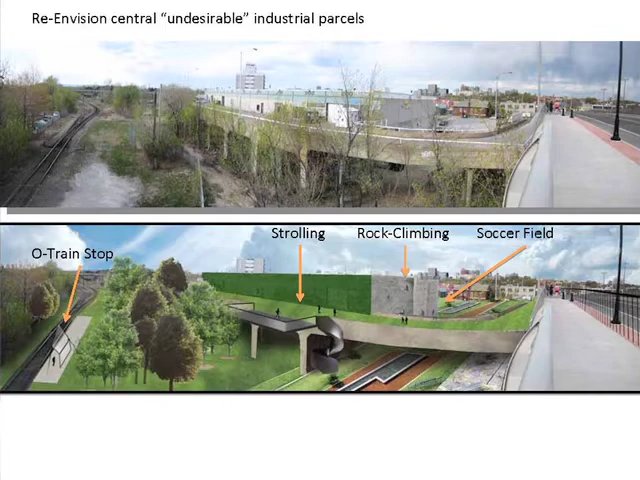 Re-Envision central “undesirable” industrial parcels
Strolling
Rock-Climbing
Soccer Field
O-Train Stop